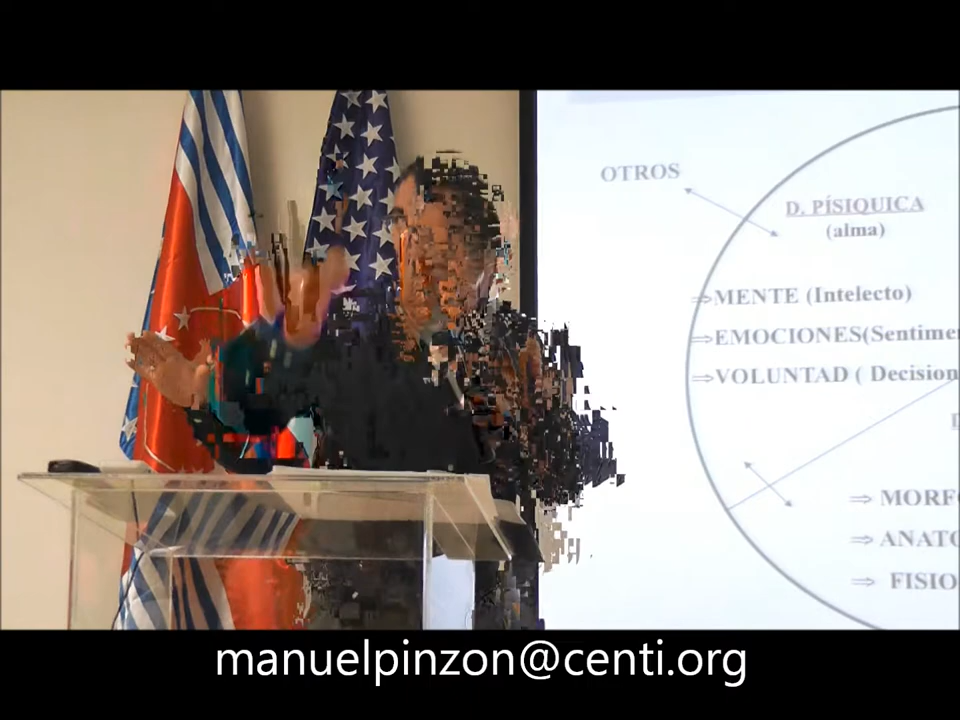 OTROS
D. PÍSIQUICA
(alma)
⇒MENTE (Intelecto)
⇒EMOCIONES(Sentime
⇒VOLUNTAD ( Decision
D
⇒ MORF
⇒ ANATO
⇒ FISIO
manuelpinzon@centi.org